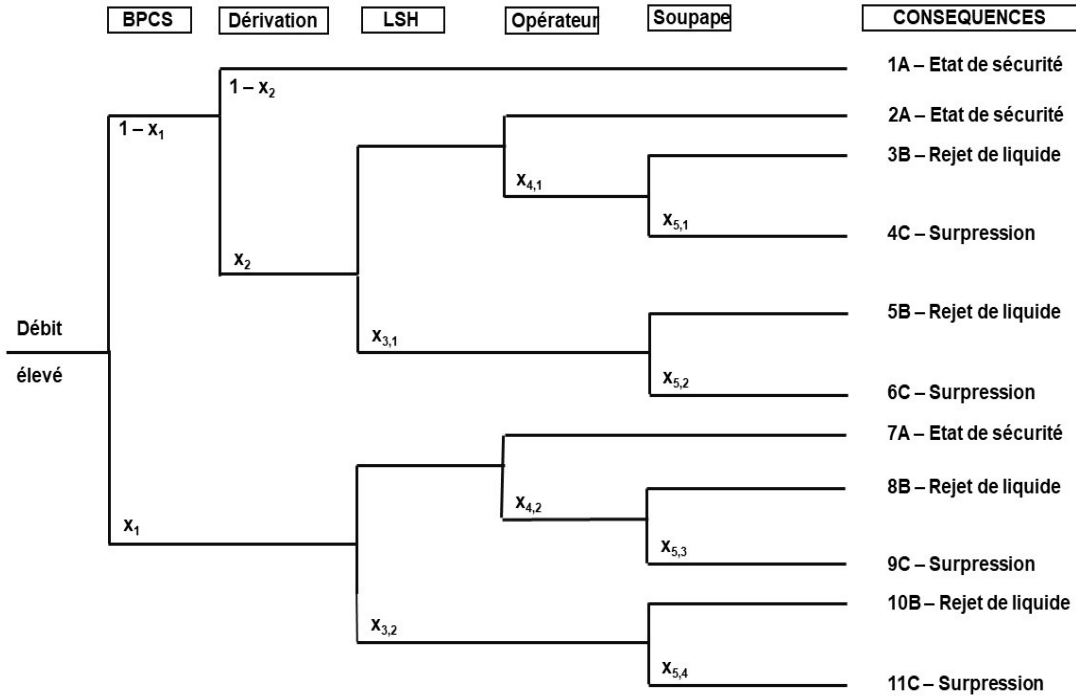 BPCS Dérivation LSH Opérateur Soupape CONSEQUENCES
1A – Etat de sécurité
1 – x2
2A – Etat de sécurité
1 – x1
3B – Rejet de liquide
x4,1
x5,1
4C – Surpression
x2
5B – Rejet de liquide
Débit
x3,1
élevé
x5,2
6C – Surpression
7A – Etat de sécurité
8B – Rejet de liquide
x4,2
x1
x5,3
9C – Surpression
10B – Rejet de liquide
x3,2
x5,4
11C – Surpression